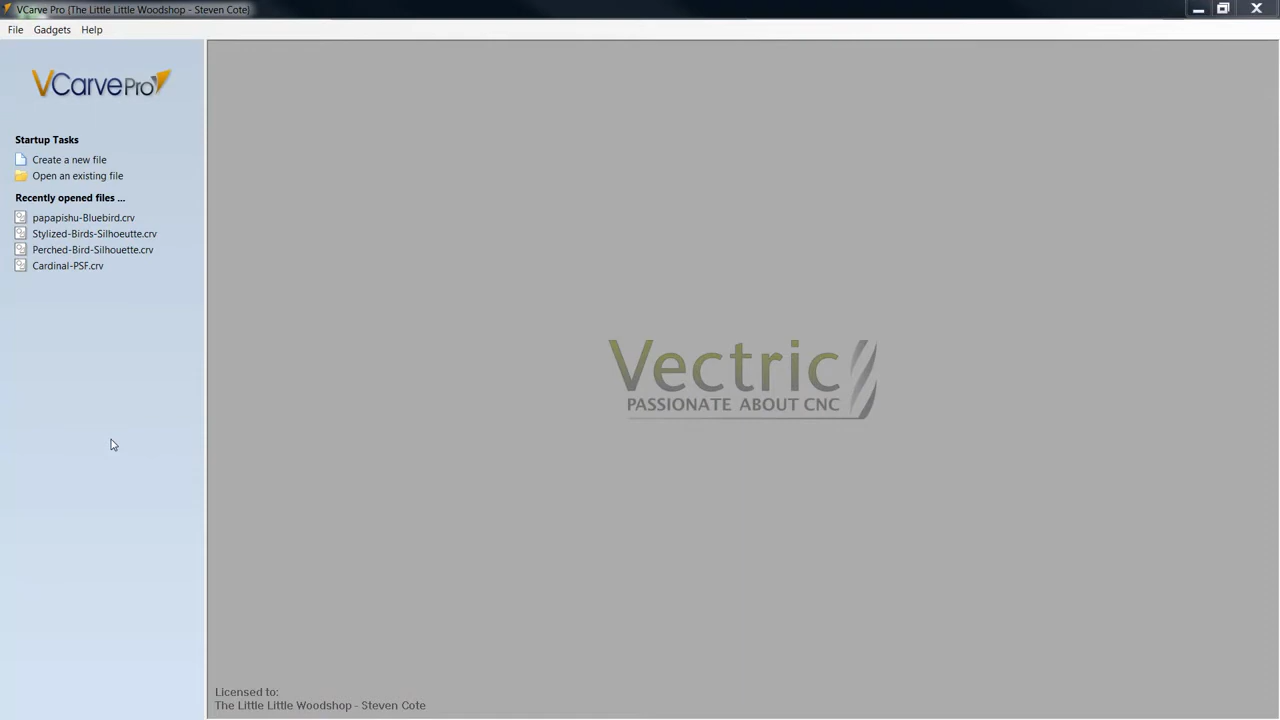 VCarve Pro {The Little Little Woodshop - Steven Cote}
File Gadgets Help
VCarve Pro
Startup Tasks
Create a new file
Open an existing file
Recently opened files ...
papapishu-Bluebird.crv
Stylized-Birds-Silhoeutte.crv
Perched-Bird-Silhouette.crv
Cardinal-PSF.crv
Vectric
PASSIONATE ABOUT CNC
Licensed to:
The Little Little Woodshop - Steven Cote